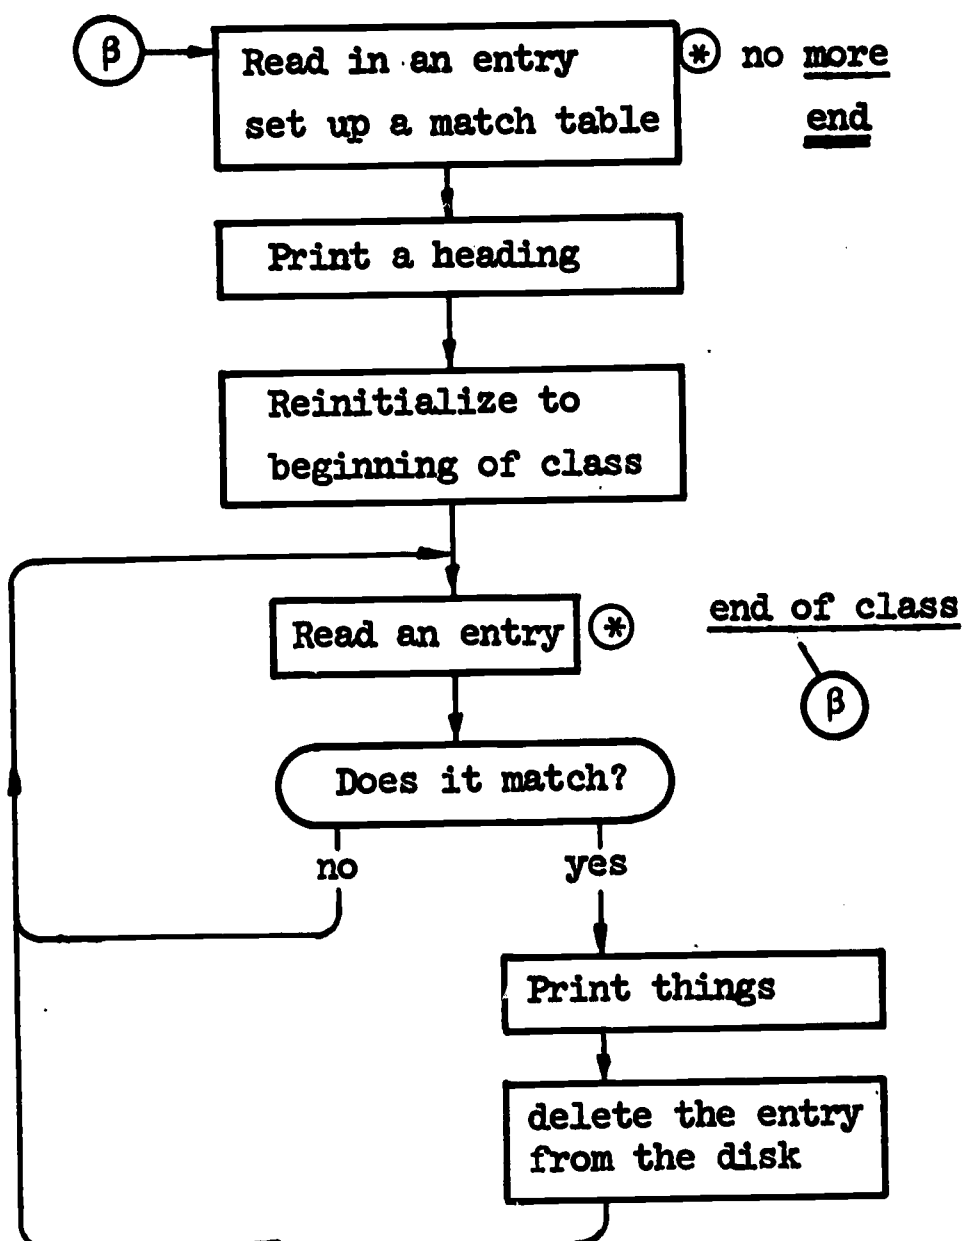 β
Read in an entry
set up a match table
* no more
end
Print a heading
Reinitialize to
beginning of class
Read an entry
*
end of class
β
Does it match?
no
yes
Print things
delete the entry
from the disk